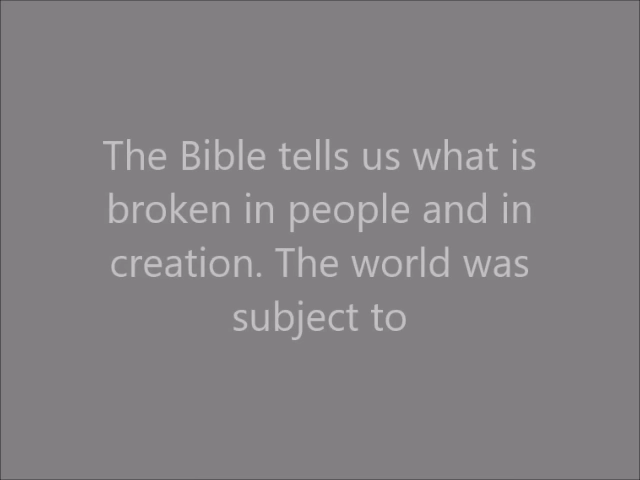 The Bible tells us what is
broken in people and in
creation. The world was
subject to